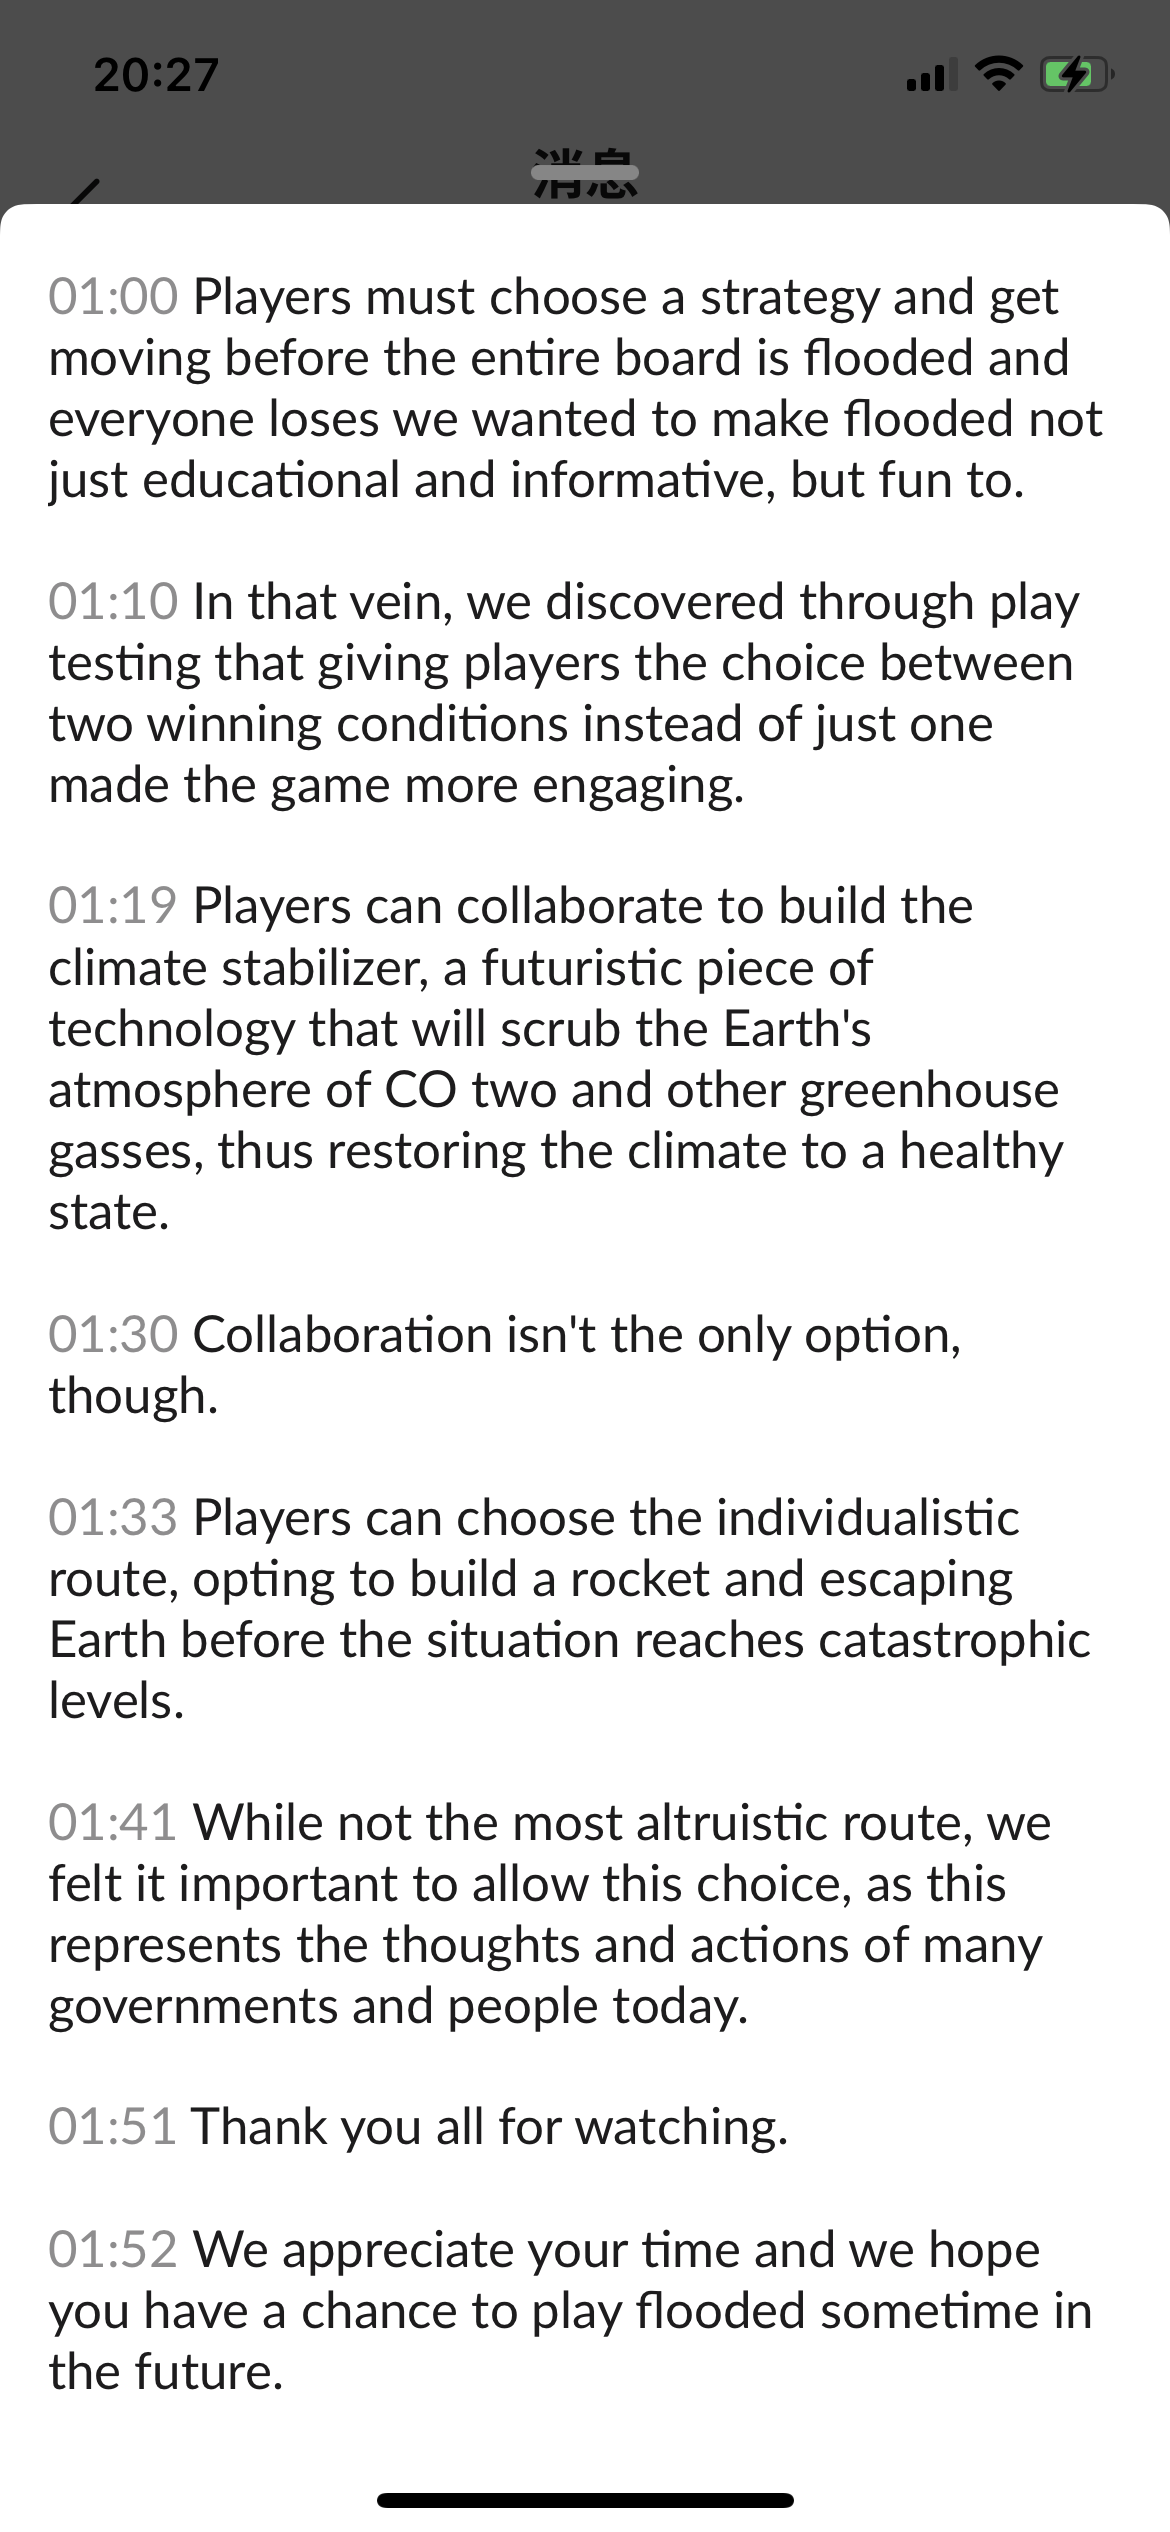 20:27
消息
01:00 Players must choose a strategy and get
moving before the entire board is flooded and
everyone loses we wanted to make flooded not
just educational and informative, but fun to.
01:10 In that vein, we discovered through play
testing that giving players the choice between
two winning conditions instead of just one
made the game more engaging.
01:19 Players can collaborate to build the
climate stabilizer, a futuristic piece of
technology that will scrub the Earth's
atmosphere of CO two and other greenhouse
gasses, thus restoring the climate to a healthy
state.
01:30 Collaboration isn't the only option,
though.
01:33 Players can choose the individualistic
route, opting to build a rocket and escaping
Earth before the situation reaches catastrophic
levels.
01:41 While not the most altruistic route, we
felt it important to allow this choice, as this
represents the thoughts and actions of many
governments and people today.
01:51 Thank you all for watching.
01:52 We appreciate your time and we hope
you have a chance to play flooded sometime in
the future.